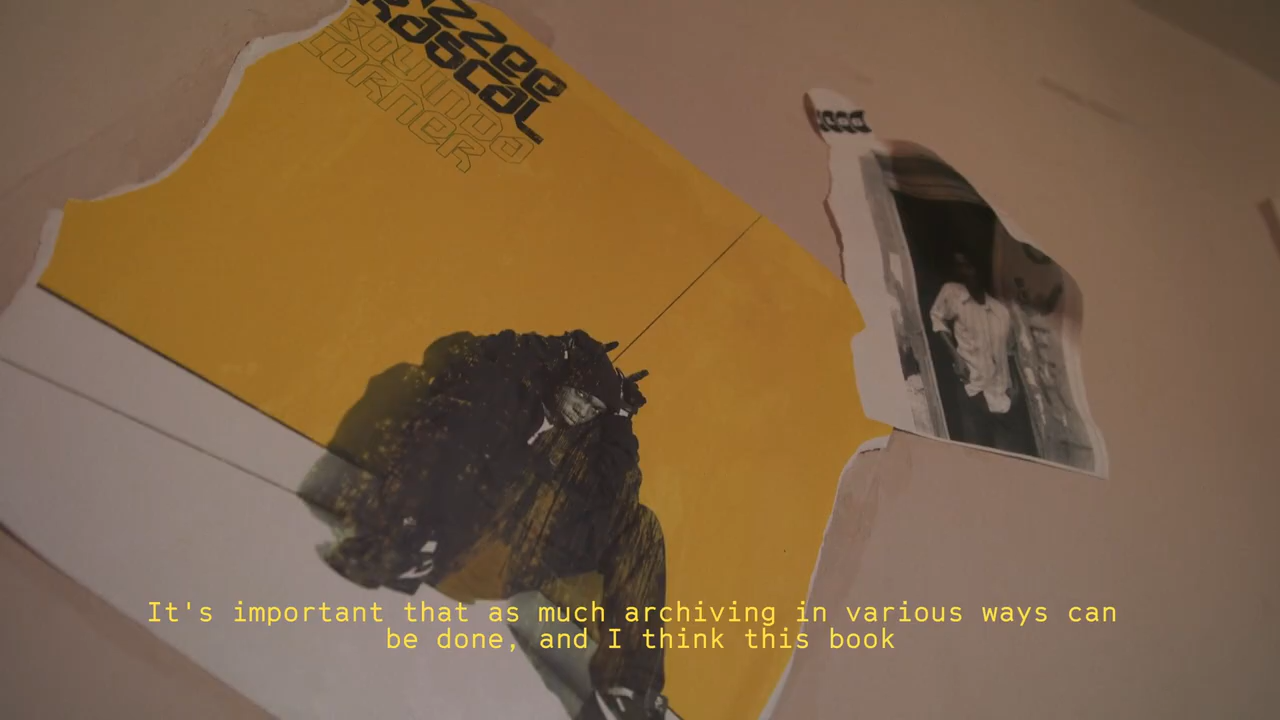 izzee
RASCAL
BOY IN DA
CORNER
It's important that as much archiving in various ways can
be done, and I think this book